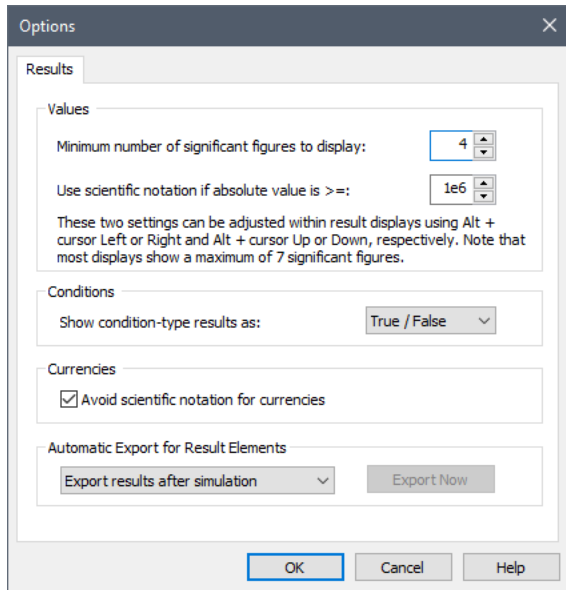 Options
Results
Values
Minimum number of significant figures to display:
4
Use scientific notation if absolute value is >=:
1e6
These two settings can be adjusted within result displays using Alt +
cursor Left or Right and Alt + cursor Up or Down, respectively. Note that
most displays show a maximum of 7 significant figures.
Conditions
Show condition-type results as:
True / False
Currencies
Avoid scientific notation for currencies
Automatic Export for Result Elements
Export results after simulation
Export Now
OK
Cancel
Help